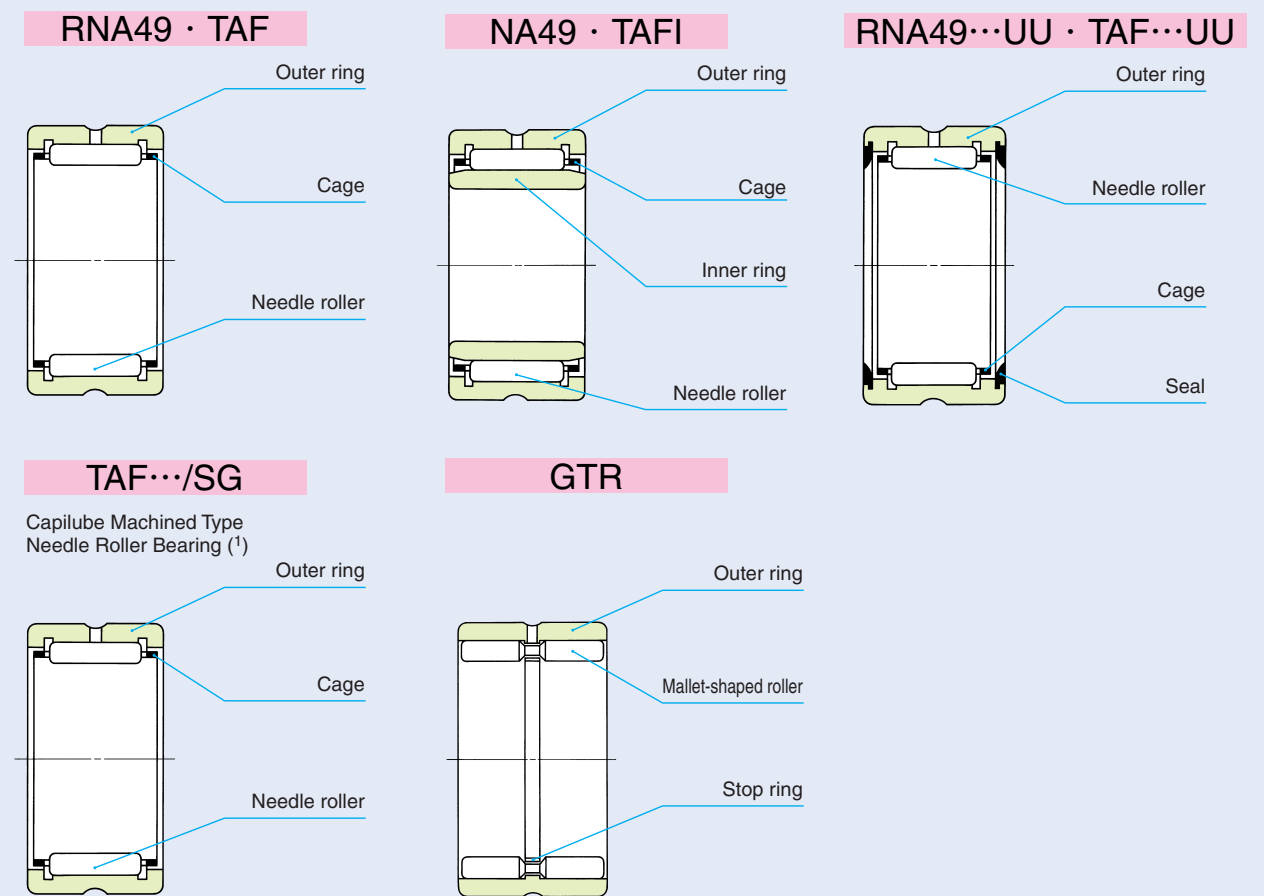 RNA49 · TAF
Outer ring
Cage
Needle roller
NA49 · TAFI
Outer ring
Cage
Inner ring
Needle roller
RNA49···UU · TAF···UU
Outer ring
Needle roller
Cage
Seal
TAF···/SG
Capilube Machined Type
Needle Roller Bearing (¹)
Outer ring
Cage
Needle roller
GTR
Outer ring
Mallet-shaped roller
Stop ring